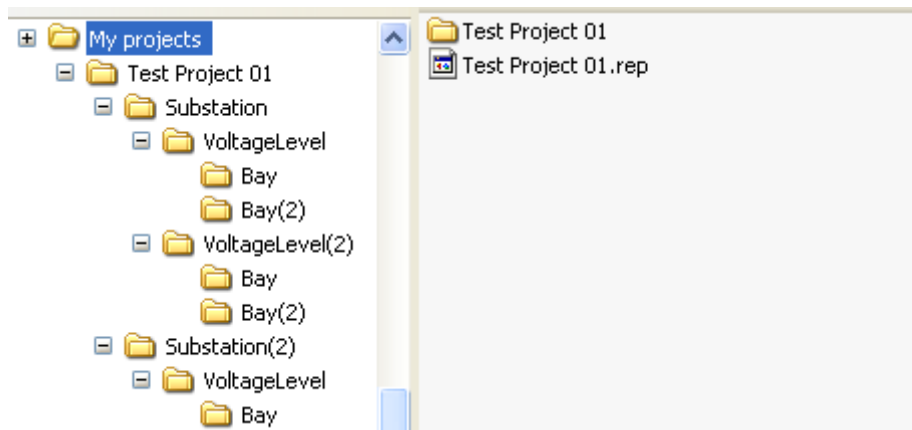 My projects
Test Project 01
Substation
VoltageLevel
Bay
Bay(2)
VoltageLevel(2)
Bay
Bay(2)
Substation(2)
VoltageLevel
Bay
Test Project 01
Test Project 01.rep